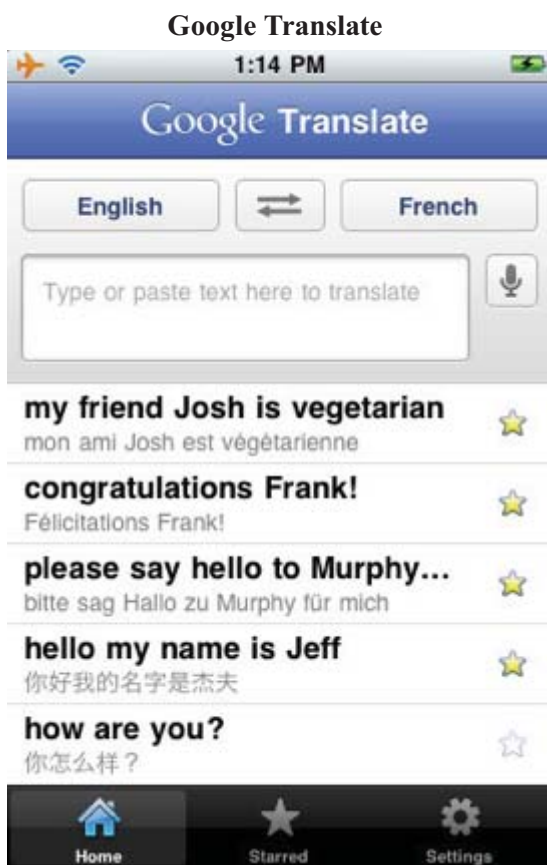 Google Translate
1:14 PM
Google Translate
English
French
Type or paste text here to translate
my friend Josh is vegetarian
mon ami Josh est végétarienne
congratulations Frank!
Félicitations Frank!
please say hello to Murphy...
bitte sag Hallo zu Murphy für mich
hello my name is Jeff
你好我的名字是杰夫
how are you?
你怎么样？
Home Starred Settings